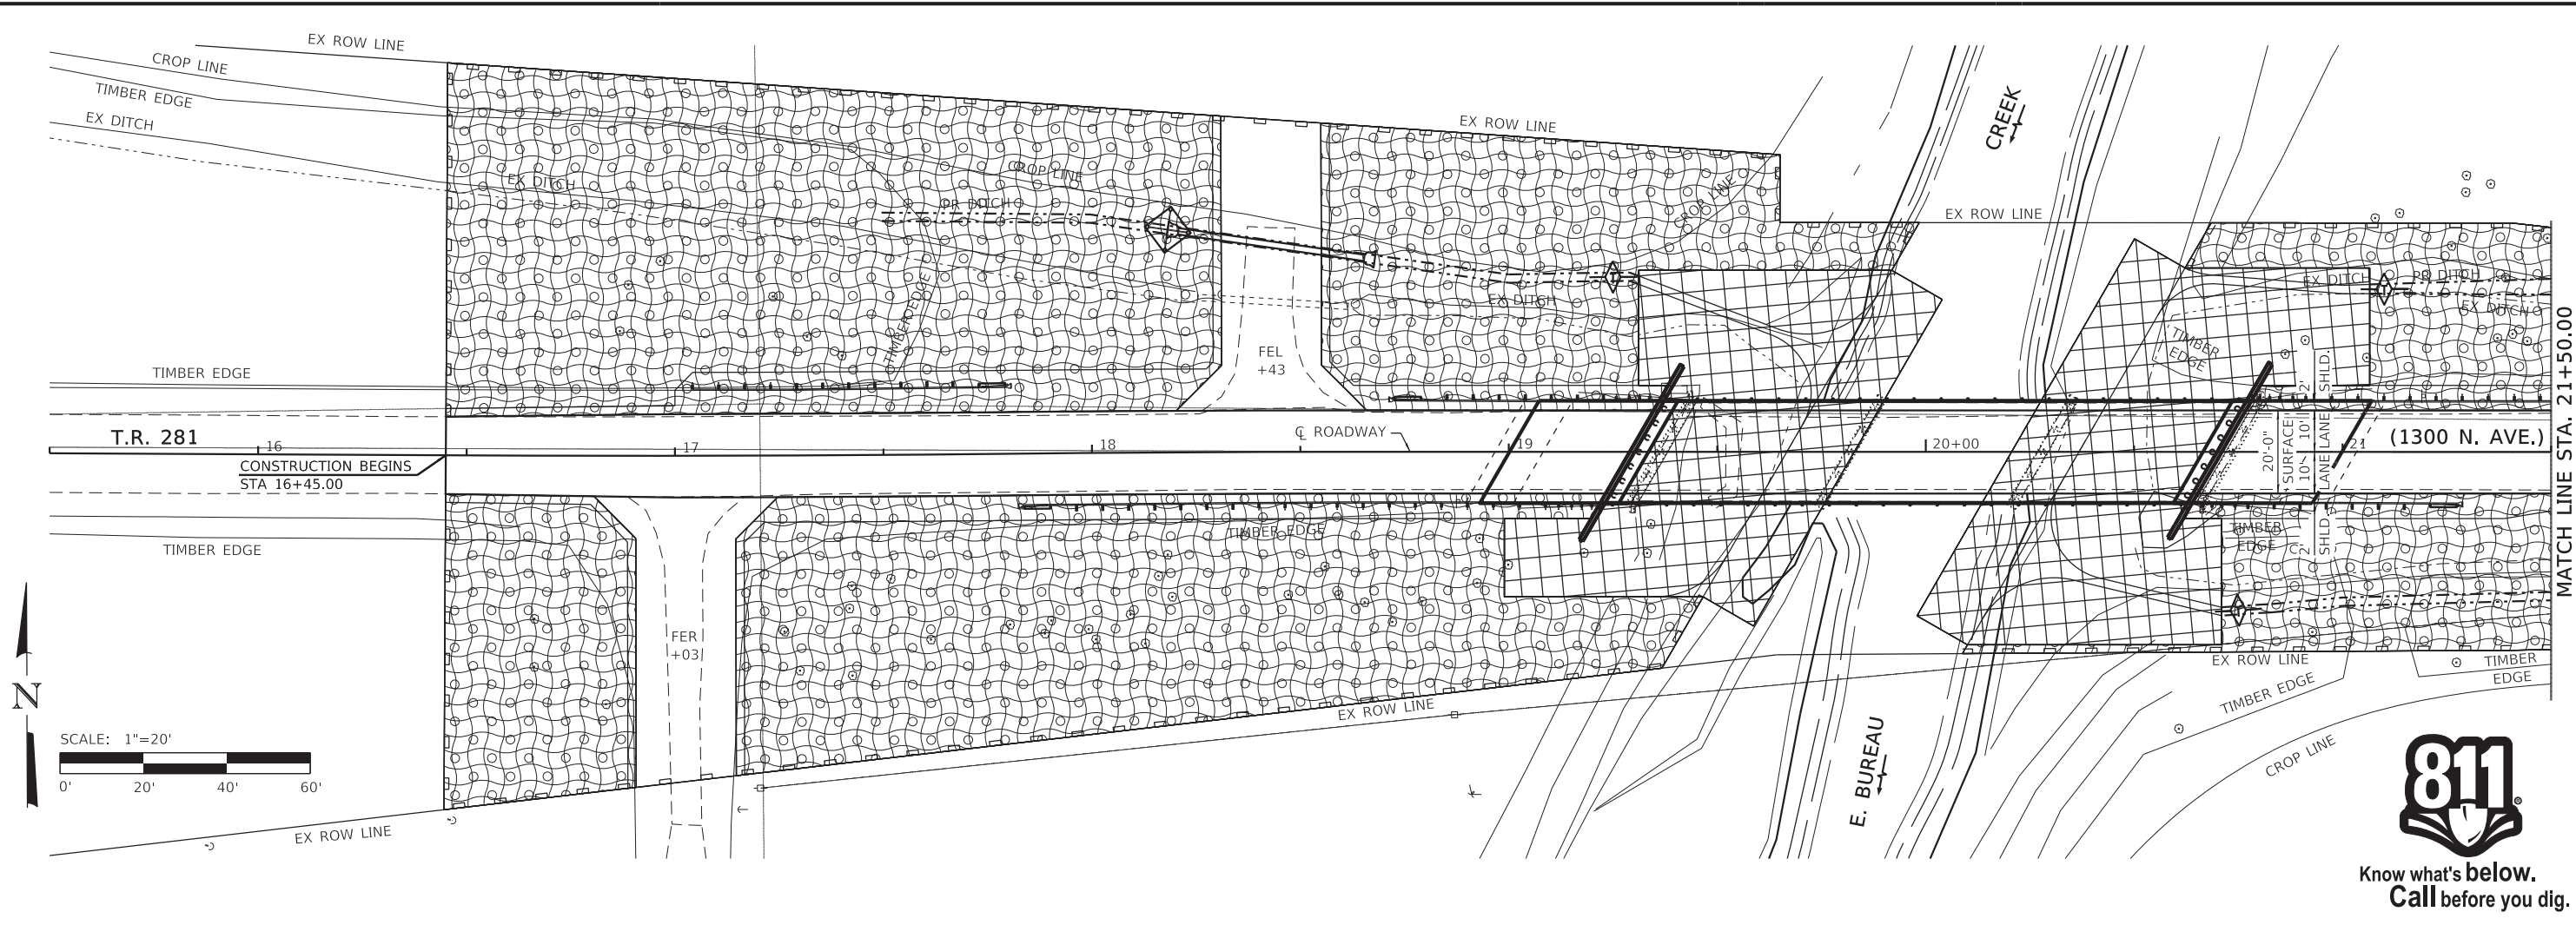 EX ROW LINE
CROP LINE
TIMBER EDGE
EX DITCH
EX ROW LINE
CREEK
EX DITCH
CROP LINE
PR DITCH
CROP LINE
EX ROW LINE
TIMBER EDGE
EX DITCH
EX DITCH
PR DITCH
EX DITCH
TIMBER
EDGE
FEL
+43
TIMBER EDGE
T.R. 281
16
17
18
℄ ROADWAY
19
20+00
21
(1300 N. AVE.)
CONSTRUCTION BEGINS
STA 16+45.00
20'-0"
SURFACE
10'
10'
LANE
LANE
2'
2'
SHLD.
SHLD
MATCH LINE STA. 21+50.00
TIMBER EDGE
TIMBER EDGE
TIMBER
EDGE
FER
+03
EX ROW LINE
EX ROW LINE
TIMBER
EDGE
TIMBER EDGE
CROP LINE
E. BUREAU
N
SCALE: 1"=20'
0' 20' 40' 60'
EX ROW LINE
811
®
Know what's below.
Call before you dig.